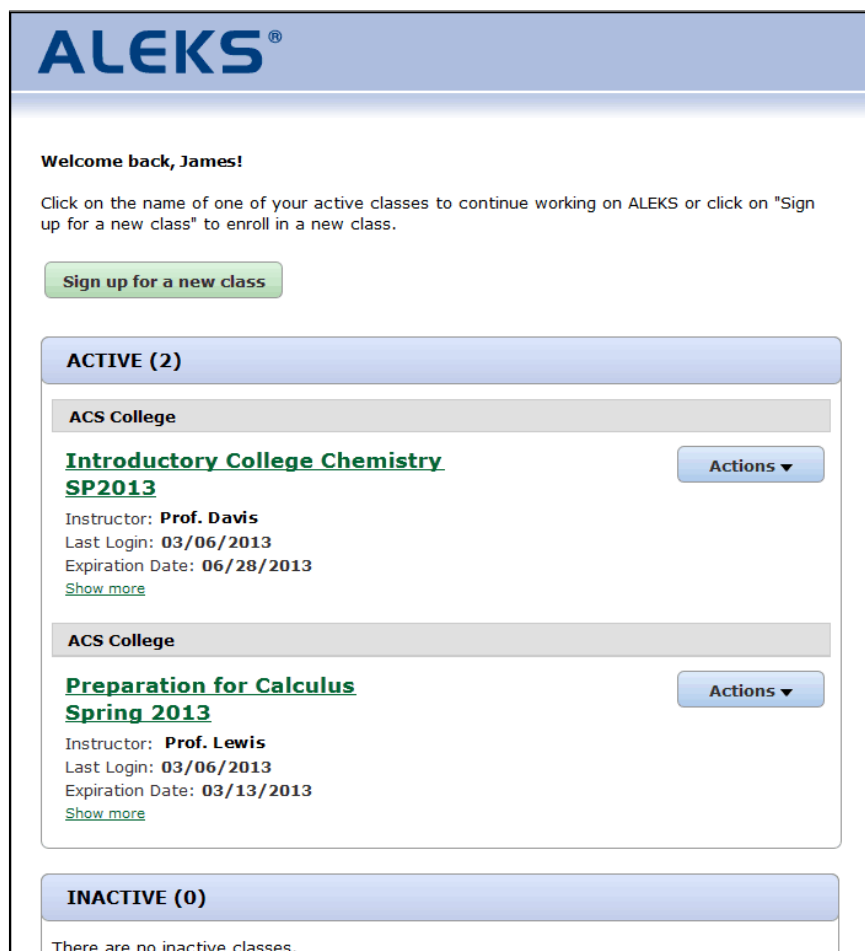 ALEKS®
Welcome back, James!
Click on the name of one of your active classes to continue working on ALEKS or click on "Sign
up for a new class" to enroll in a new class.
Sign up for a new class
ACTIVE (2)
ACS College
Introductory College Chemistry
SP2013
Actions
Instructor: Prof. Davis
Last Login: 03/06/2013
Expiration Date: 06/28/2013
Show more
ACS College
Preparation for Calculus
Spring 2013
Actions
Instructor: Prof. Lewis
Last Login: 03/06/2013
Expiration Date: 03/13/2013
Show more
INACTIVE (0)
There are no inactive classes.